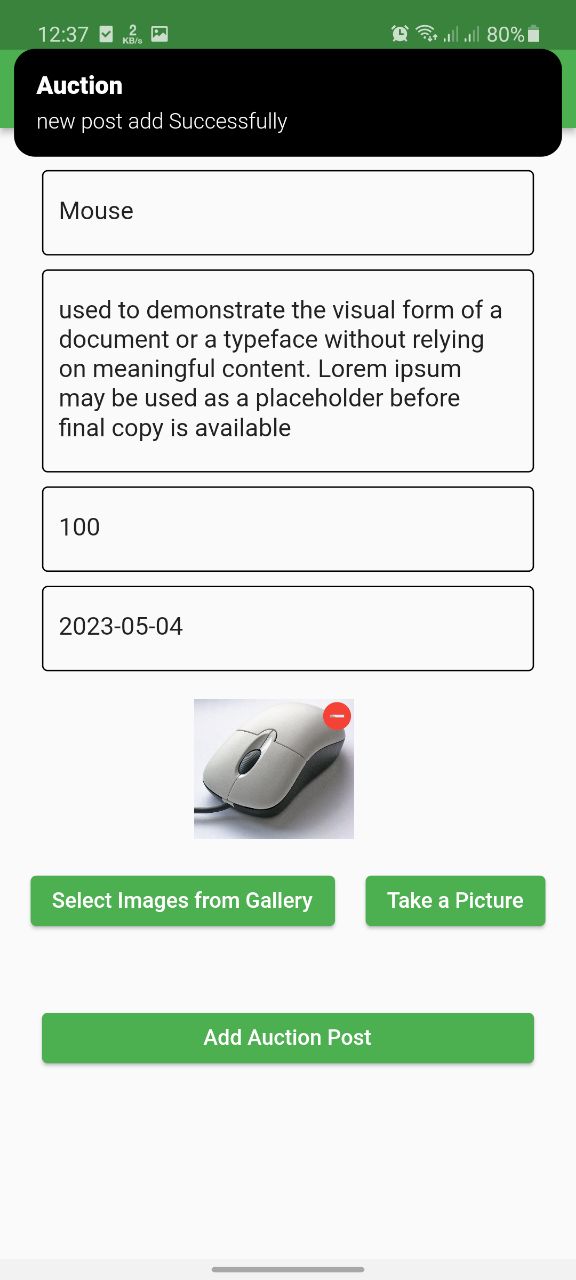 12:37 2 KB/s 80%
Auction
new post add Successfully
Mouse
used to demonstrate the visual form of a
document or a typeface without relying
on meaningful content. Lorem ipsum
may be used as a placeholder before
final copy is available
100
2023-05-04
Select Images from Gallery Take a Picture
Add Auction Post